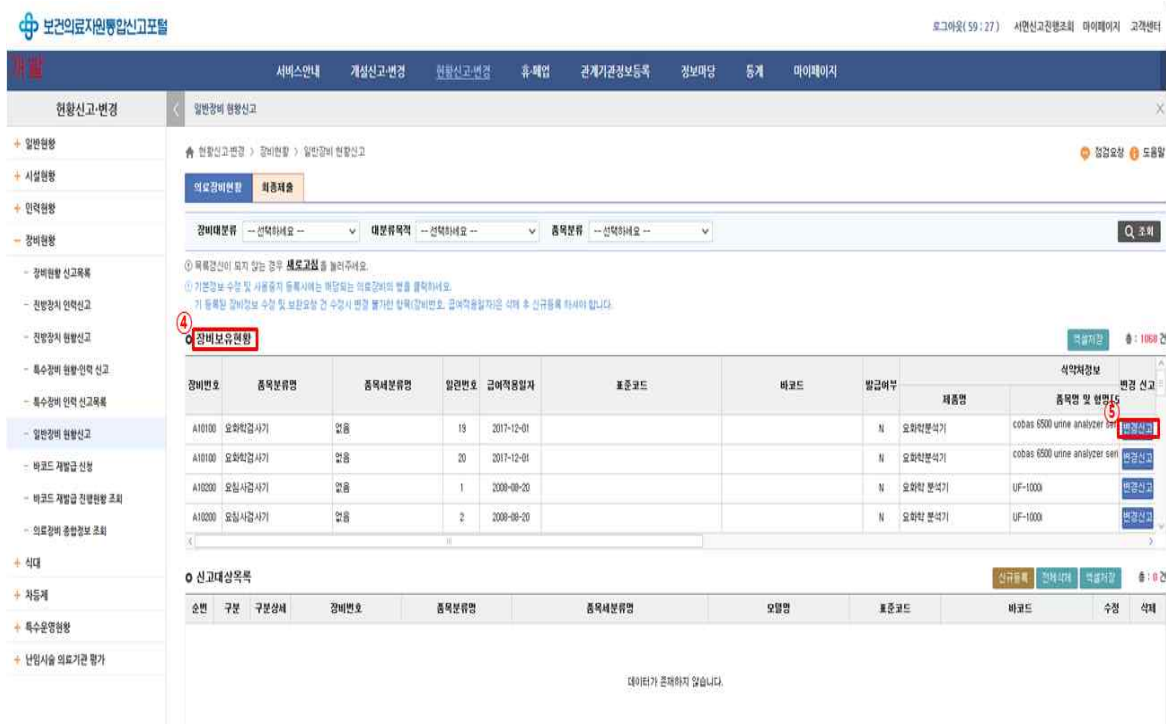 보건의료자원통합신고포털
로그아웃( 59 : 27 ) 서면신고진행조회 마이페이지 고객센터
개발
서비스안내 개설신고·변경 현황신고·변경 휴·폐업 관계기관정보등록 정보마당 통계 마이페이지
현황신고·변경
일반장비 현황신고
+ 일반현황
현황신고·변경 > 장비현황 > 일반장비 현황신고
점검요청 도움말
+ 시설현황
의료장비현황 최종제출
+ 인력현황
장비대분류 -- 선택하세요 -- 대분류목적 -- 선택하세요 -- 품목분류 -- 선택하세요 -- 조회
− 장비현황
− 장비현황 신고목록
− 진방장치 인력신고
− 진방장치 현황신고
− 특수장비 현황·인력 신고
− 특수장비 인력 신고목록
− 일반장비 현황신고
− 바코드 재발급 신청
− 바코드 재발급 진행현황 조회
− 의료장비 종합정보 조회
+ 식대
+ 차등제
+ 특수운영현황
+ 난임시술 의료기관 평가
① 목록갱신이 되지 않는 경우 새로고침 을 눌러주세요.
① 기본정보 수정 및 사용중지 등록시에는 해당되는 의료장비의 행을 클릭하세요.
기 등록된 장비정보 수정 및 보완요청 건 수정시 변경 불가한 항목(장비번호, 급여적용일자)은 삭제 후 신규등록 하셔야 합니다.
④
장비보유현황
엑셀저장 총 : 1068 건
장비번호 품목분류명 품목세분류명 일련번호 급여적용일자 표준코드 바코드 발급여부 식약처정보 변경 신고
제품명 품목명 및 형명[
⑤
A10100 요화학검사기 없음 19 2017-12-01 N 요화학분석기 cobas 6500 urine analyzer seri 변경신고
A10100 요화학검사기 없음 20 2017-12-01 N 요화학분석기 cobas 6500 urine analyzer seri 변경신고
A10200 요침사검사기 없음 1 2008-08-20 N 요화학 분석기 UF-1000i 변경신고
A10200 요침사검사기 없음 2 2008-08-20 N 요화학 분석기 UF-1000i 변경신고
신고대상목록
신규등록 전체삭제 엑셀저장 총 : 0 건
순번 구분 구분상세 장비번호 품목분류명 품목세분류명 모델명 표준코드 바코드 수정 삭제
데이터가 존재하지 않습니다.